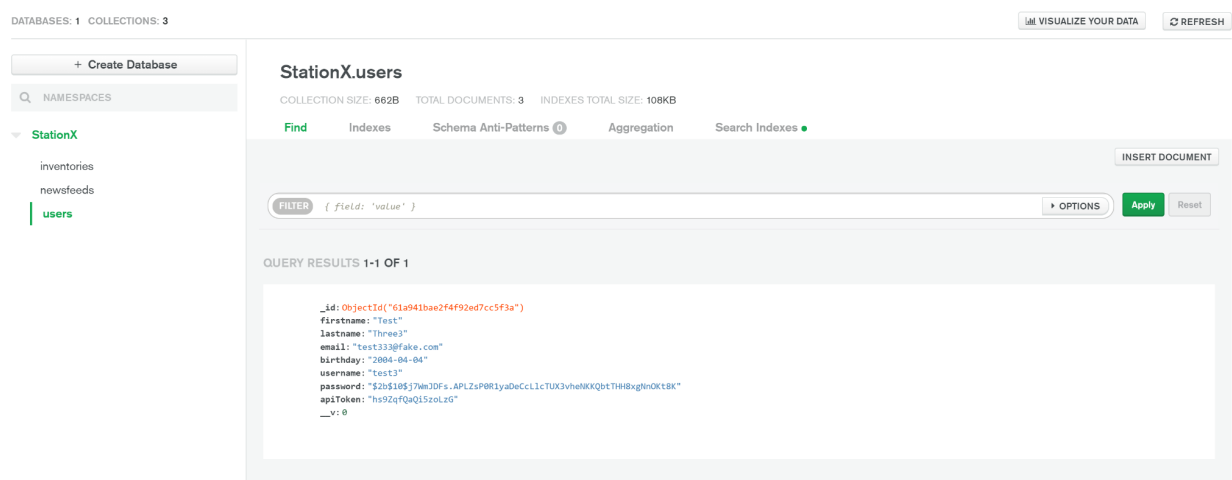 DATABASES: 1 COLLECTIONS: 3
VISUALIZE YOUR DATA
REFRESH
+ Create Database
NAMESPACES
StationX
inventories
newsfeeds
users
StationX.users
COLLECTION SIZE: 662B TOTAL DOCUMENTS: 3 INDEXES TOTAL SIZE: 108KB
Find Indexes Schema Anti-Patterns 0 Aggregation Search Indexes
INSERT DOCUMENT
FILTER { field: 'value' } OPTIONS Apply Reset
QUERY RESULTS 1-1 OF 1
_id: ObjectId("61a941bae2f4f92ed7cc5f3a")
firstname: "Test"
lastname: "Three3"
email: "test333@fake.com"
birthday: "2004-04-04"
username: "test3"
password: "$2b$10$j7WmJDFs.APLZsP0R1yaDeCcLlcTUX3vheNKKQbtTHH8xgNnOKt8K"
apiToken: "hs9ZqfQaQi5zoLzG"
__v: 0